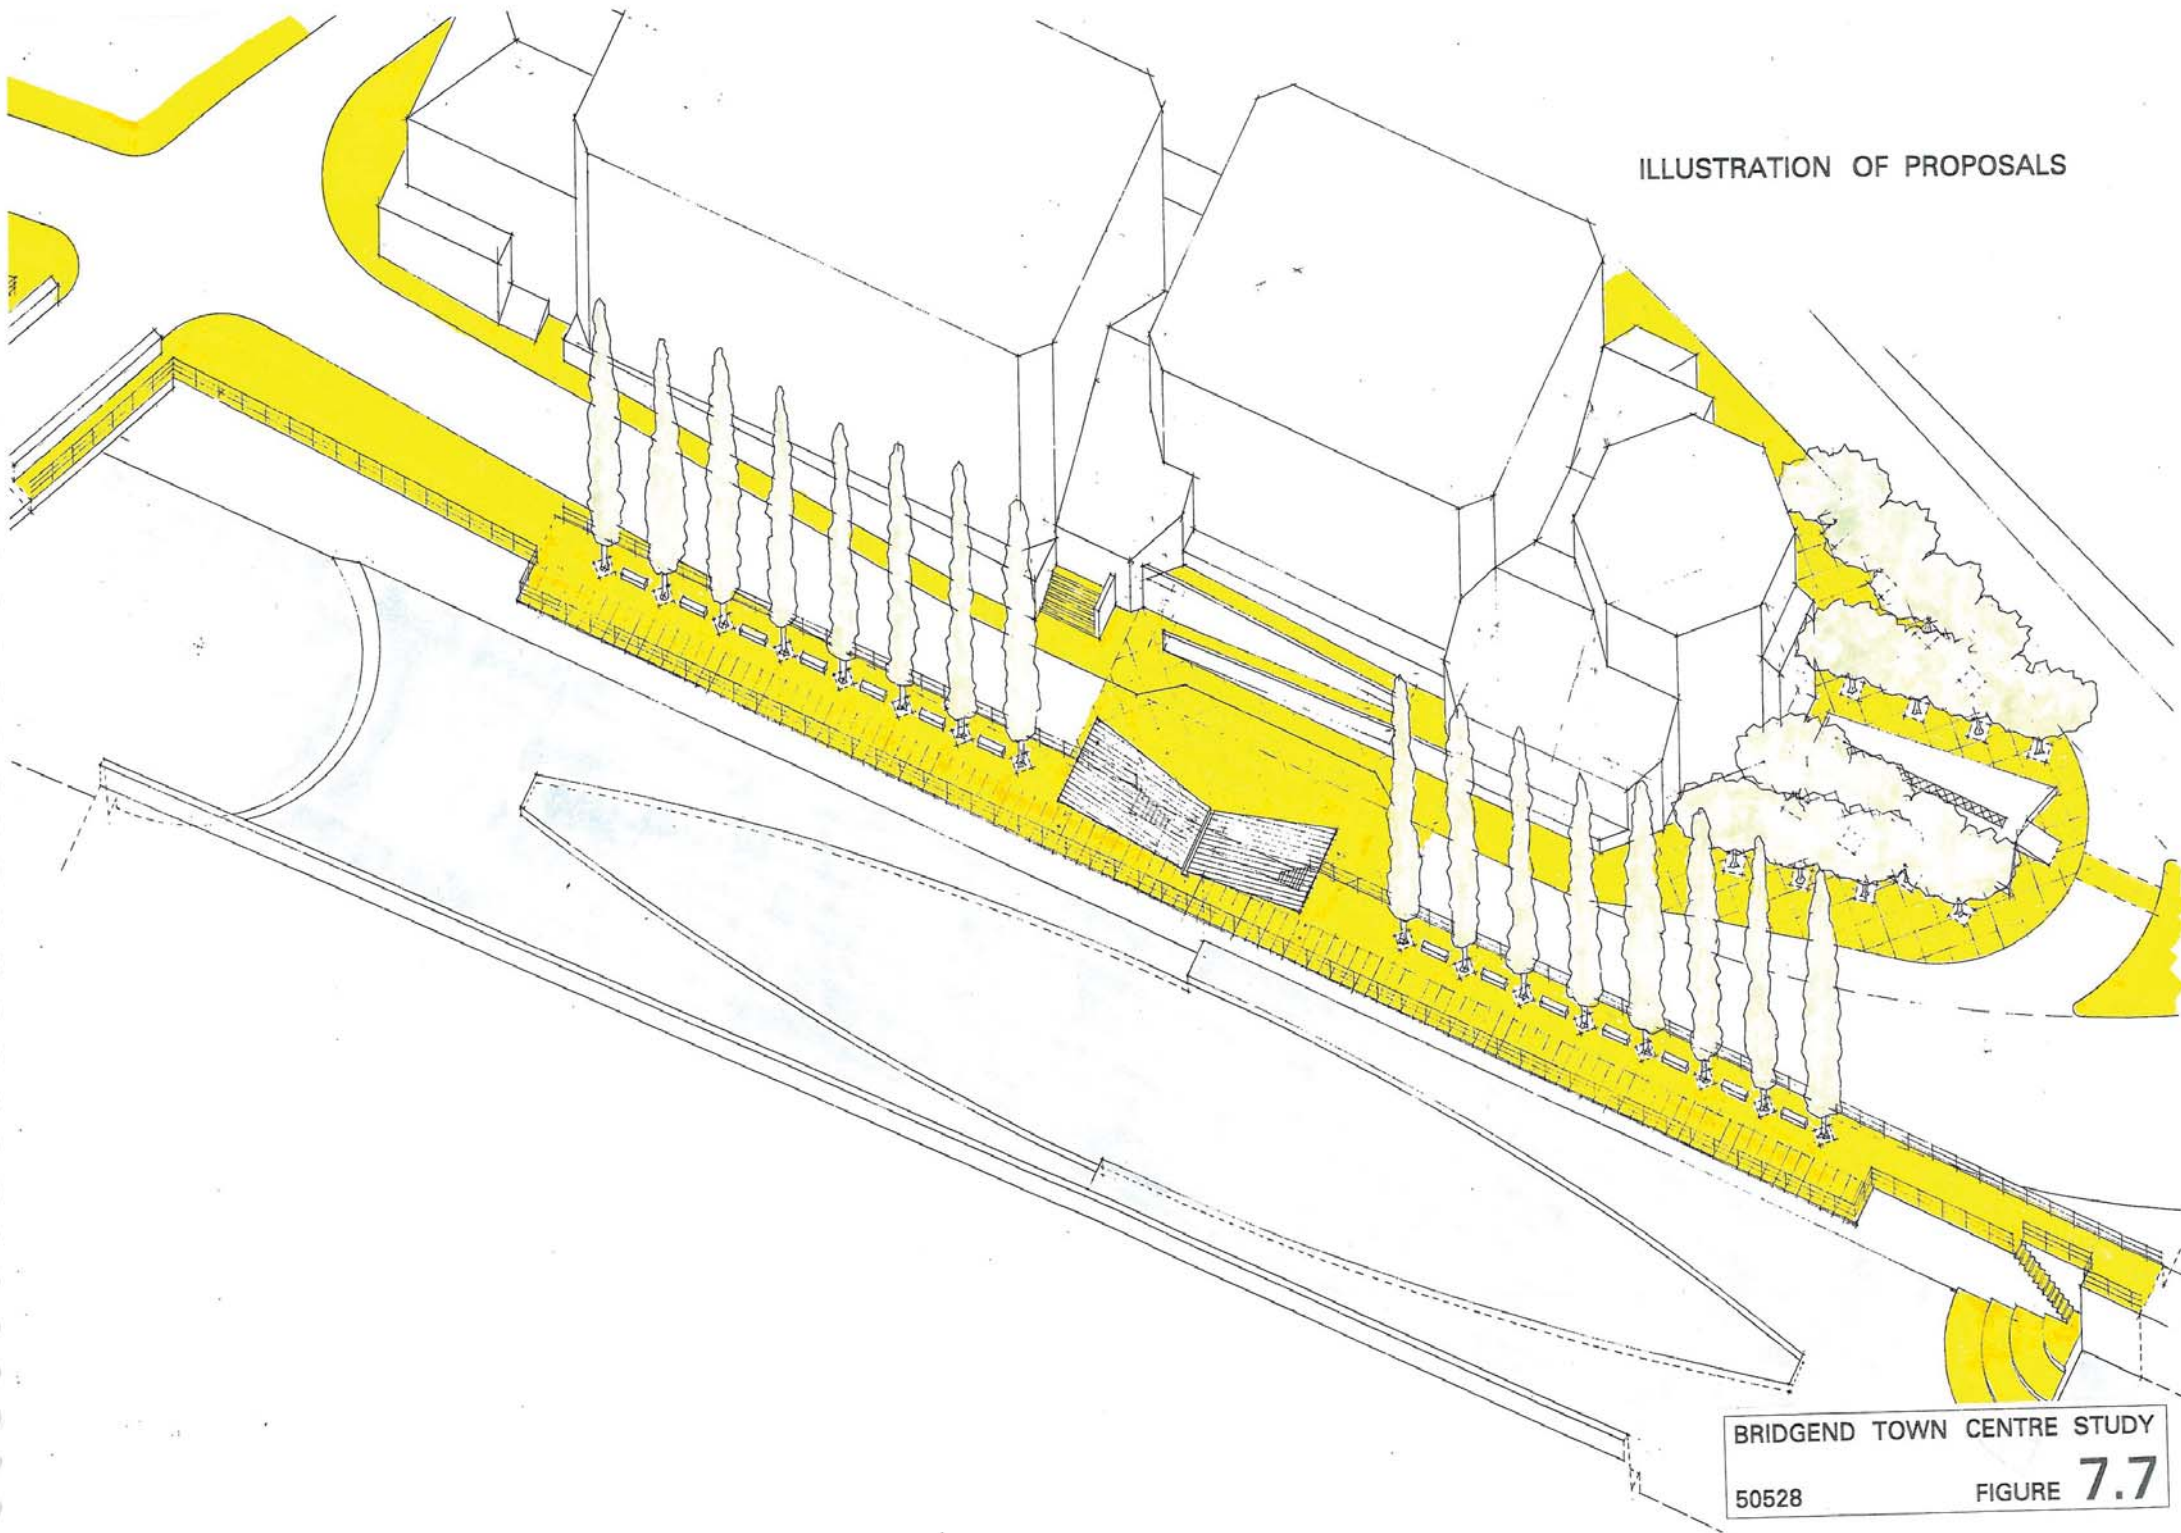 ILLUSTRATION OF PROPOSALS
BRIDGEND TOWN CENTRE STUDY
50528 FIGURE 7.7